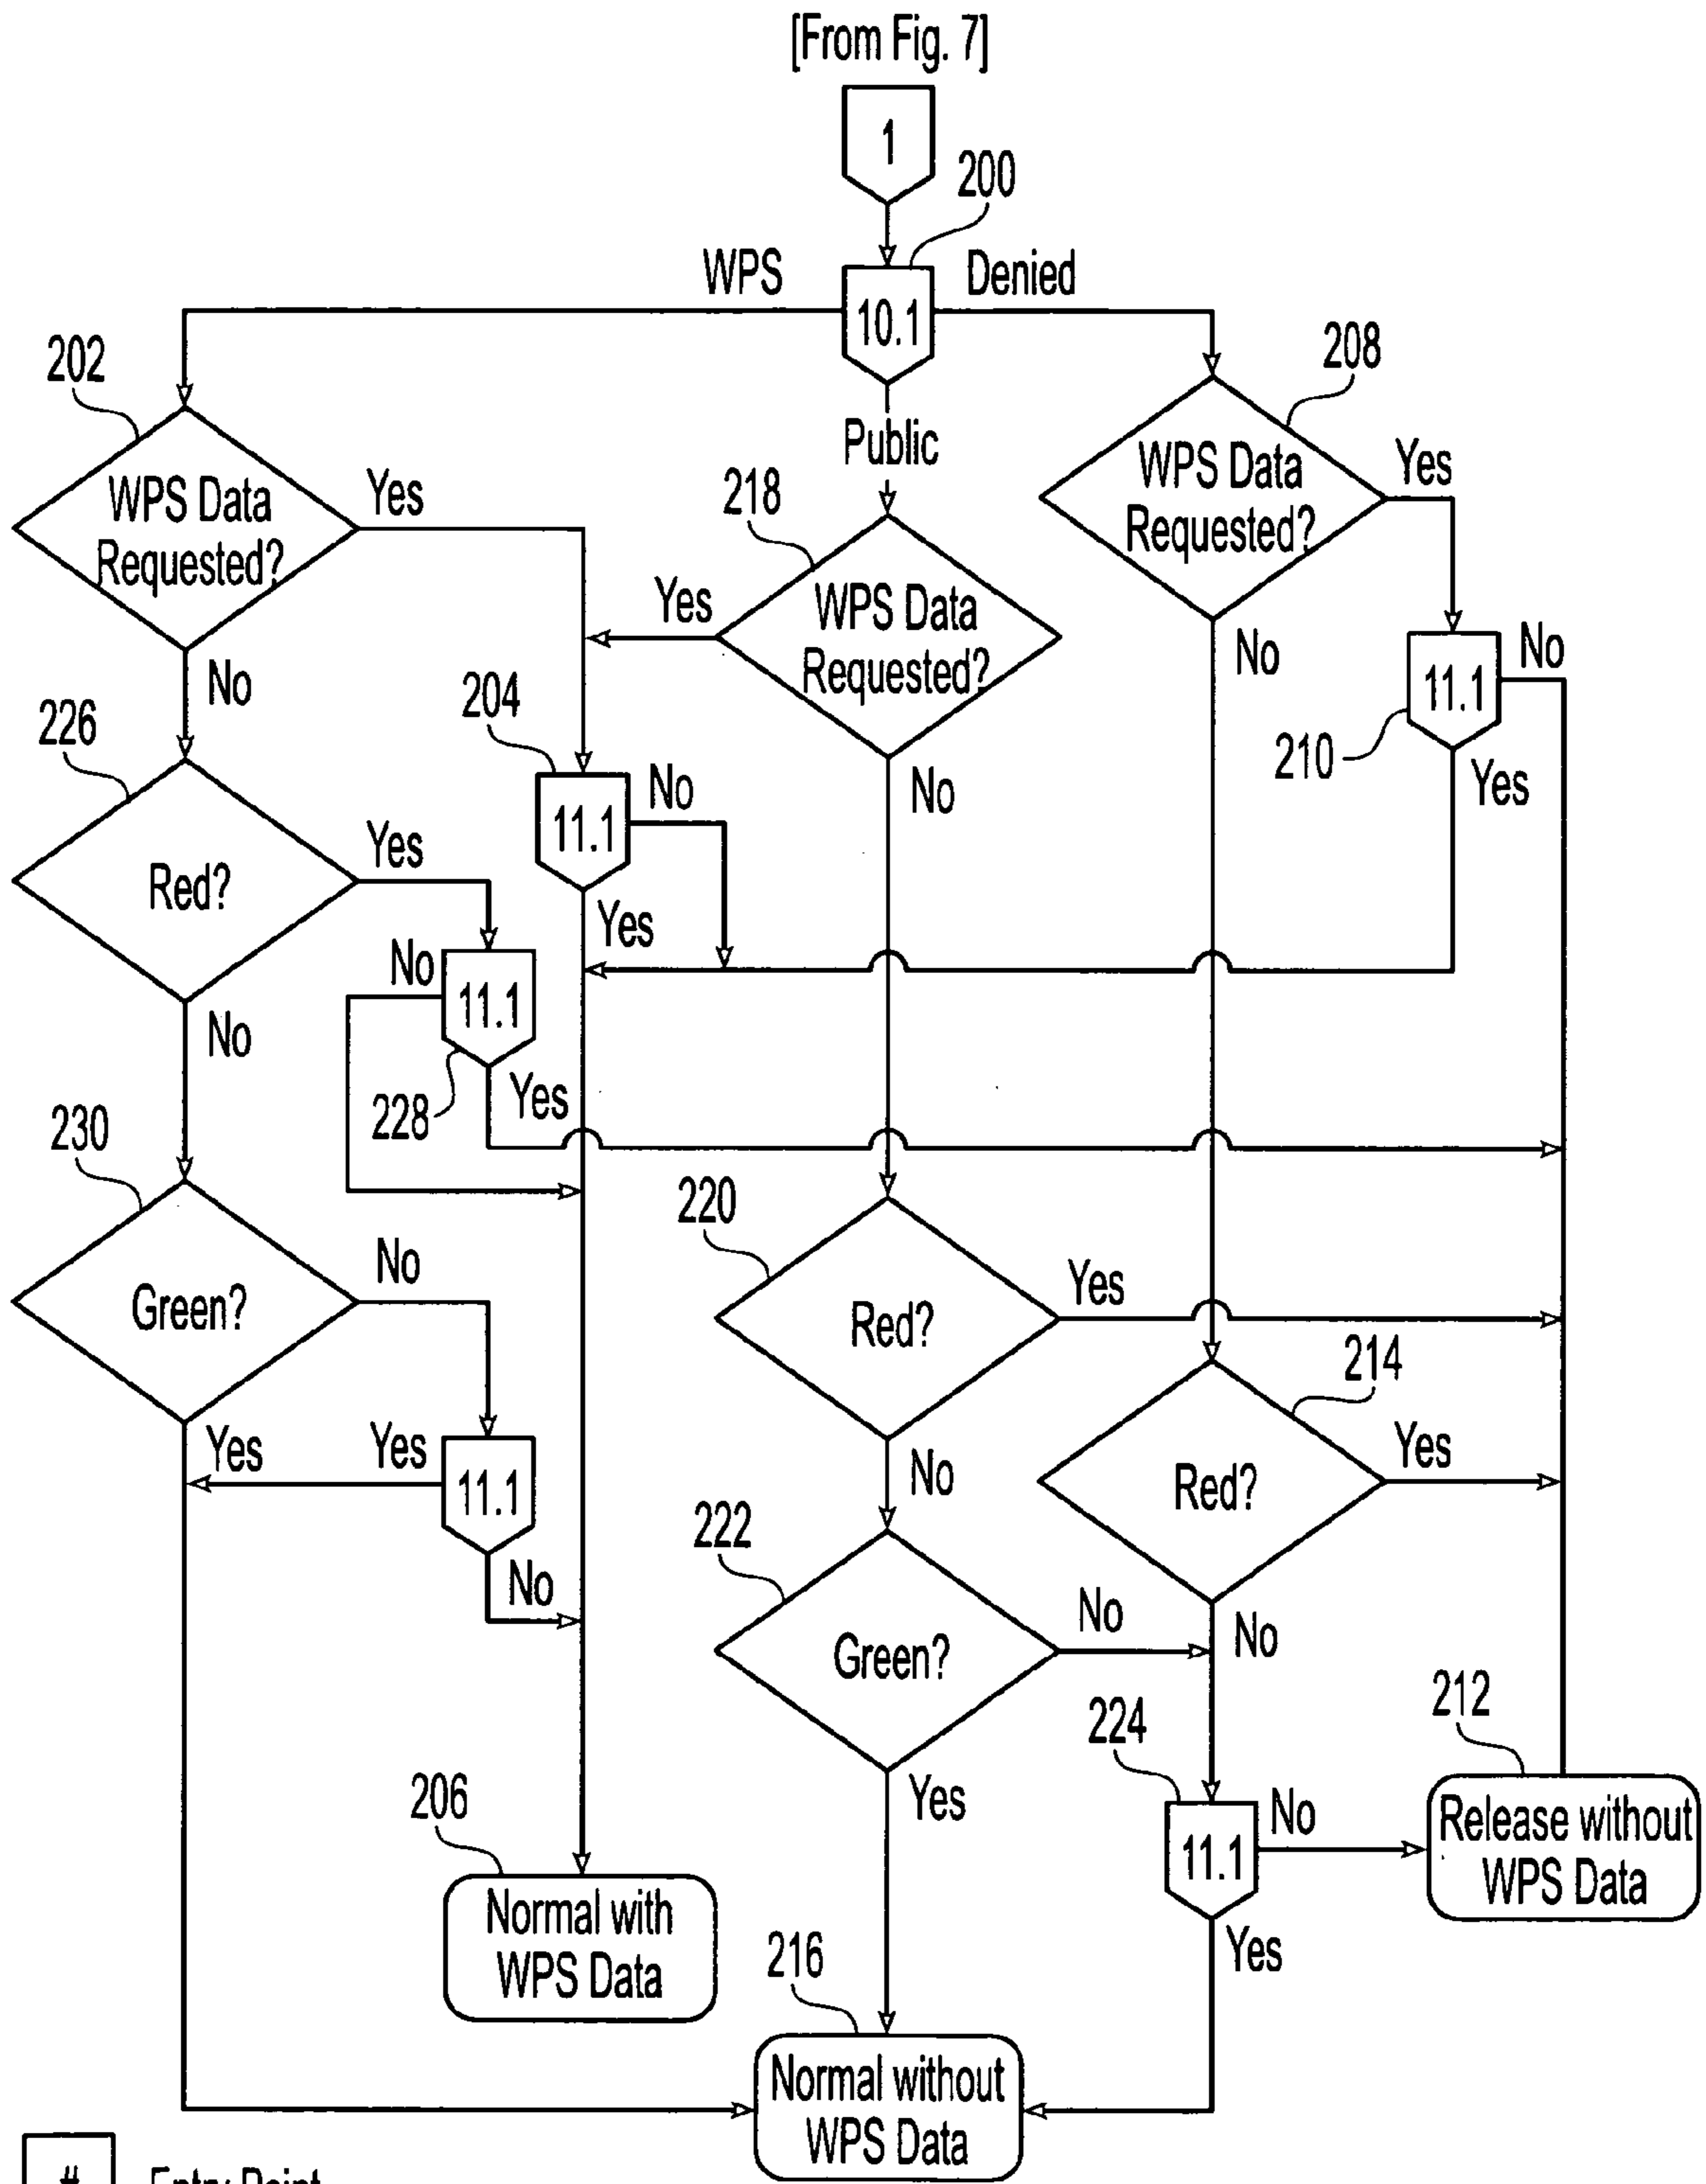 [From Fig. 7]
1
200
WPS
10.1
Denied
202
208
WPS Data
Requested?
Yes
Public
218
WPS Data
Requested?
Yes
WPS Data
Requested?
Yes
No
No
11.1
No
210
Yes
226
No
204
11.1
No
Yes
No
Red?
Yes
No
11.1
228
Yes
No
230
Green?
No
220
Red?
Yes
214
Red?
Yes
Yes
Yes
11.1
No
No
222
Green?
No
No
224
212
11.1
No
Release without
WPS Data
206
Normal with
WPS Data
Yes
216
Normal without
WPS Data
Yes
#
Entry Point